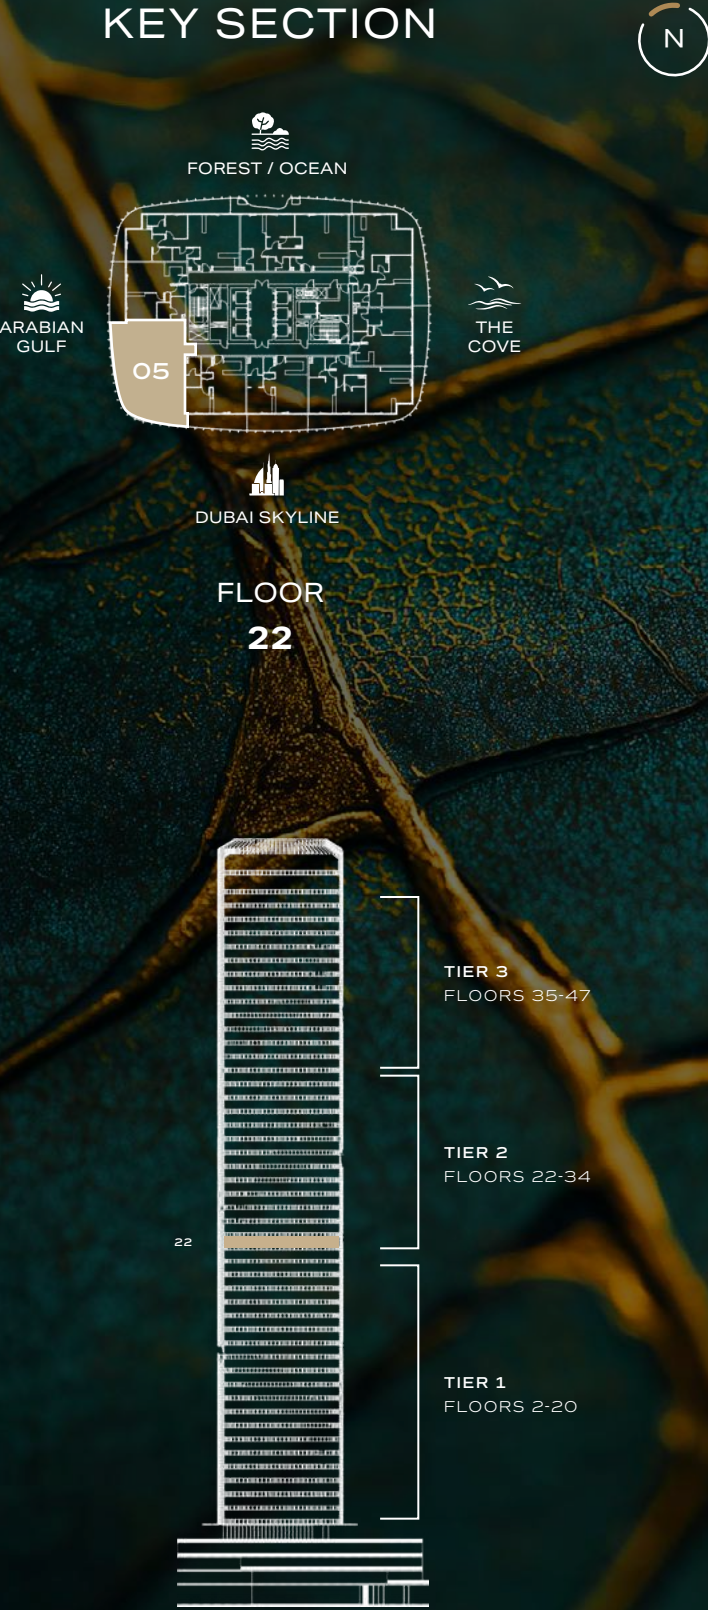 KEY SECTION
N
FOREST / OCEAN
ARABIAN
GULF
THE
COVE
05
DUBAI SKYLINE
FLOOR
22
TIER 3
FLOORS 35-47
TIER 2
FLOORS 22-34
22
TIER 1
FLOORS 2-20